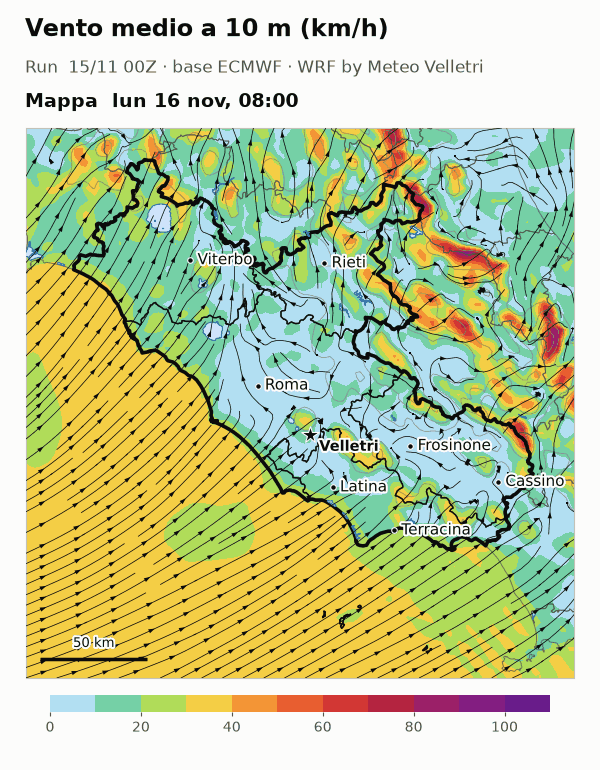 Vento medio a 10 m (km/h)
Run 15/11 00Z · base ECMWF · WRF by Meteo Velletri
Mappa lun 16 nov, 08:00
Viterbo
Rieti
Roma
Velletri
Frosinone
Cassino
Latina
Terracina
50 km
0 20 40 60 80 100